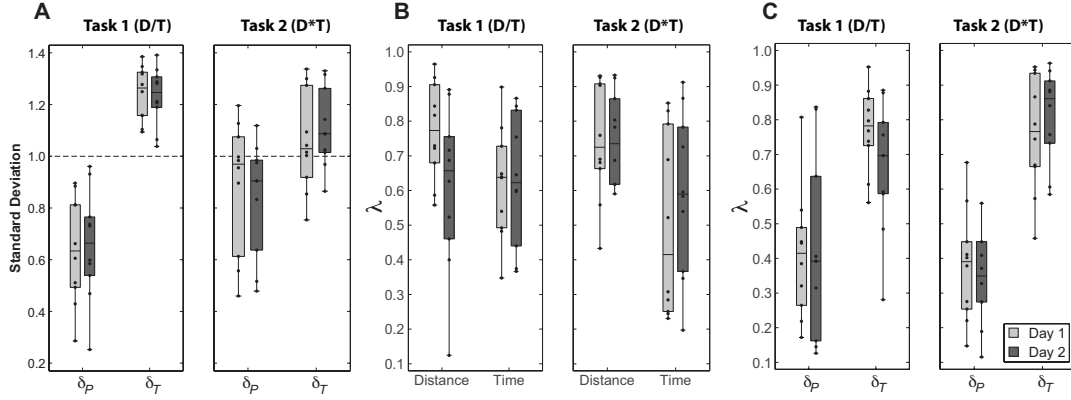 A
Task 1 (D/T)
Task 2 (D*T)
Standard Deviation
1.4
1.2
1.0
0.8
0.6
0.4
0.2
δP
δT
δP
δT
B
Task 1 (D/T)
Task 2 (D*T)
λ
1.0
0.9
0.8
0.7
0.6
0.5
0.4
0.3
0.2
0.1
Distance
Time
Distance
Time
C
Task 1 (D/T)
Task 2 (D*T)
λ
1.0
0.9
0.8
0.7
0.6
0.5
0.4
0.3
0.2
0.1
δP
δT
δP
δT
Day 1
Day 2